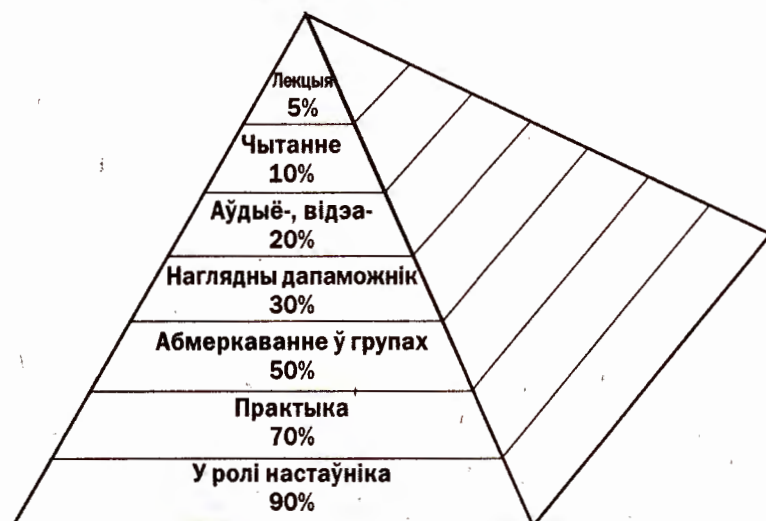 Лекцыя
5%
Чытанне
10%
Аўдыё-, відэа-
20%
Наглядны дапаможнік
30%
Абмеркаванне ў групах
50%
Практыка
70%
У ролі настаўніка
90%